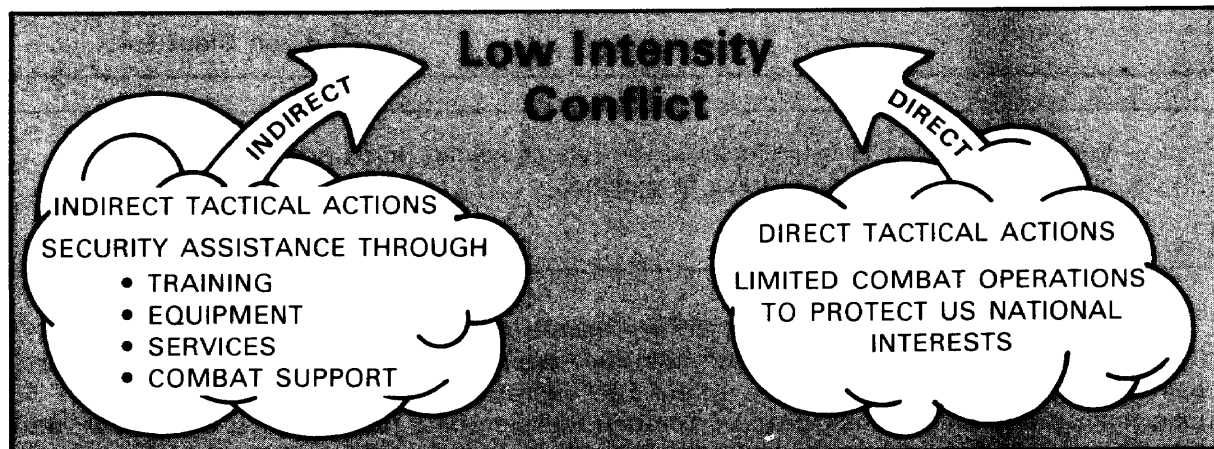 Low Intensity
Conflict
INDIRECT
INDIRECT TACTICAL ACTIONS
SECURITY ASSISTANCE THROUGH
• TRAINING
• EQUIPMENT
• SERVICES
• COMBAT SUPPORT
DIRECT
DIRECT TACTICAL ACTIONS
LIMITED COMBAT OPERATIONS
TO PROTECT US NATIONAL
INTERESTS